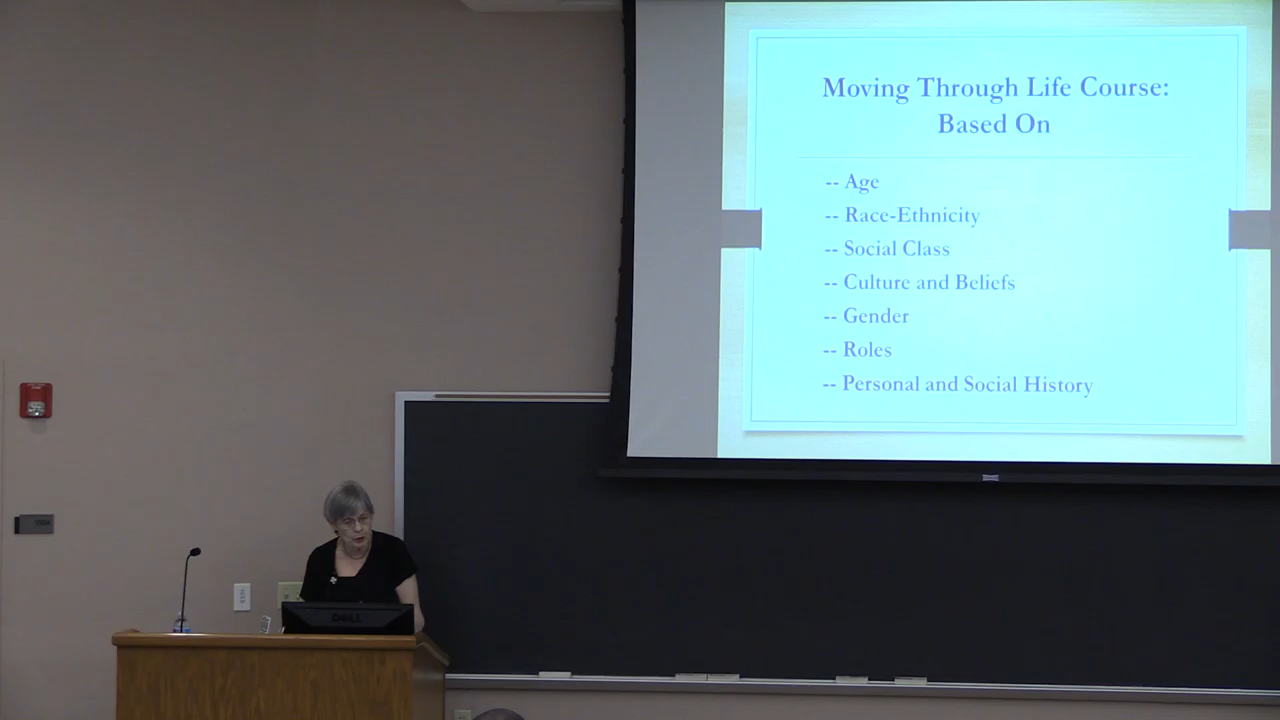 Moving Through Life Course:
Based On
-- Age
-- Race-Ethnicity
-- Social Class
-- Culture and Beliefs
-- Gender
-- Roles
-- Personal and Social History
DELL